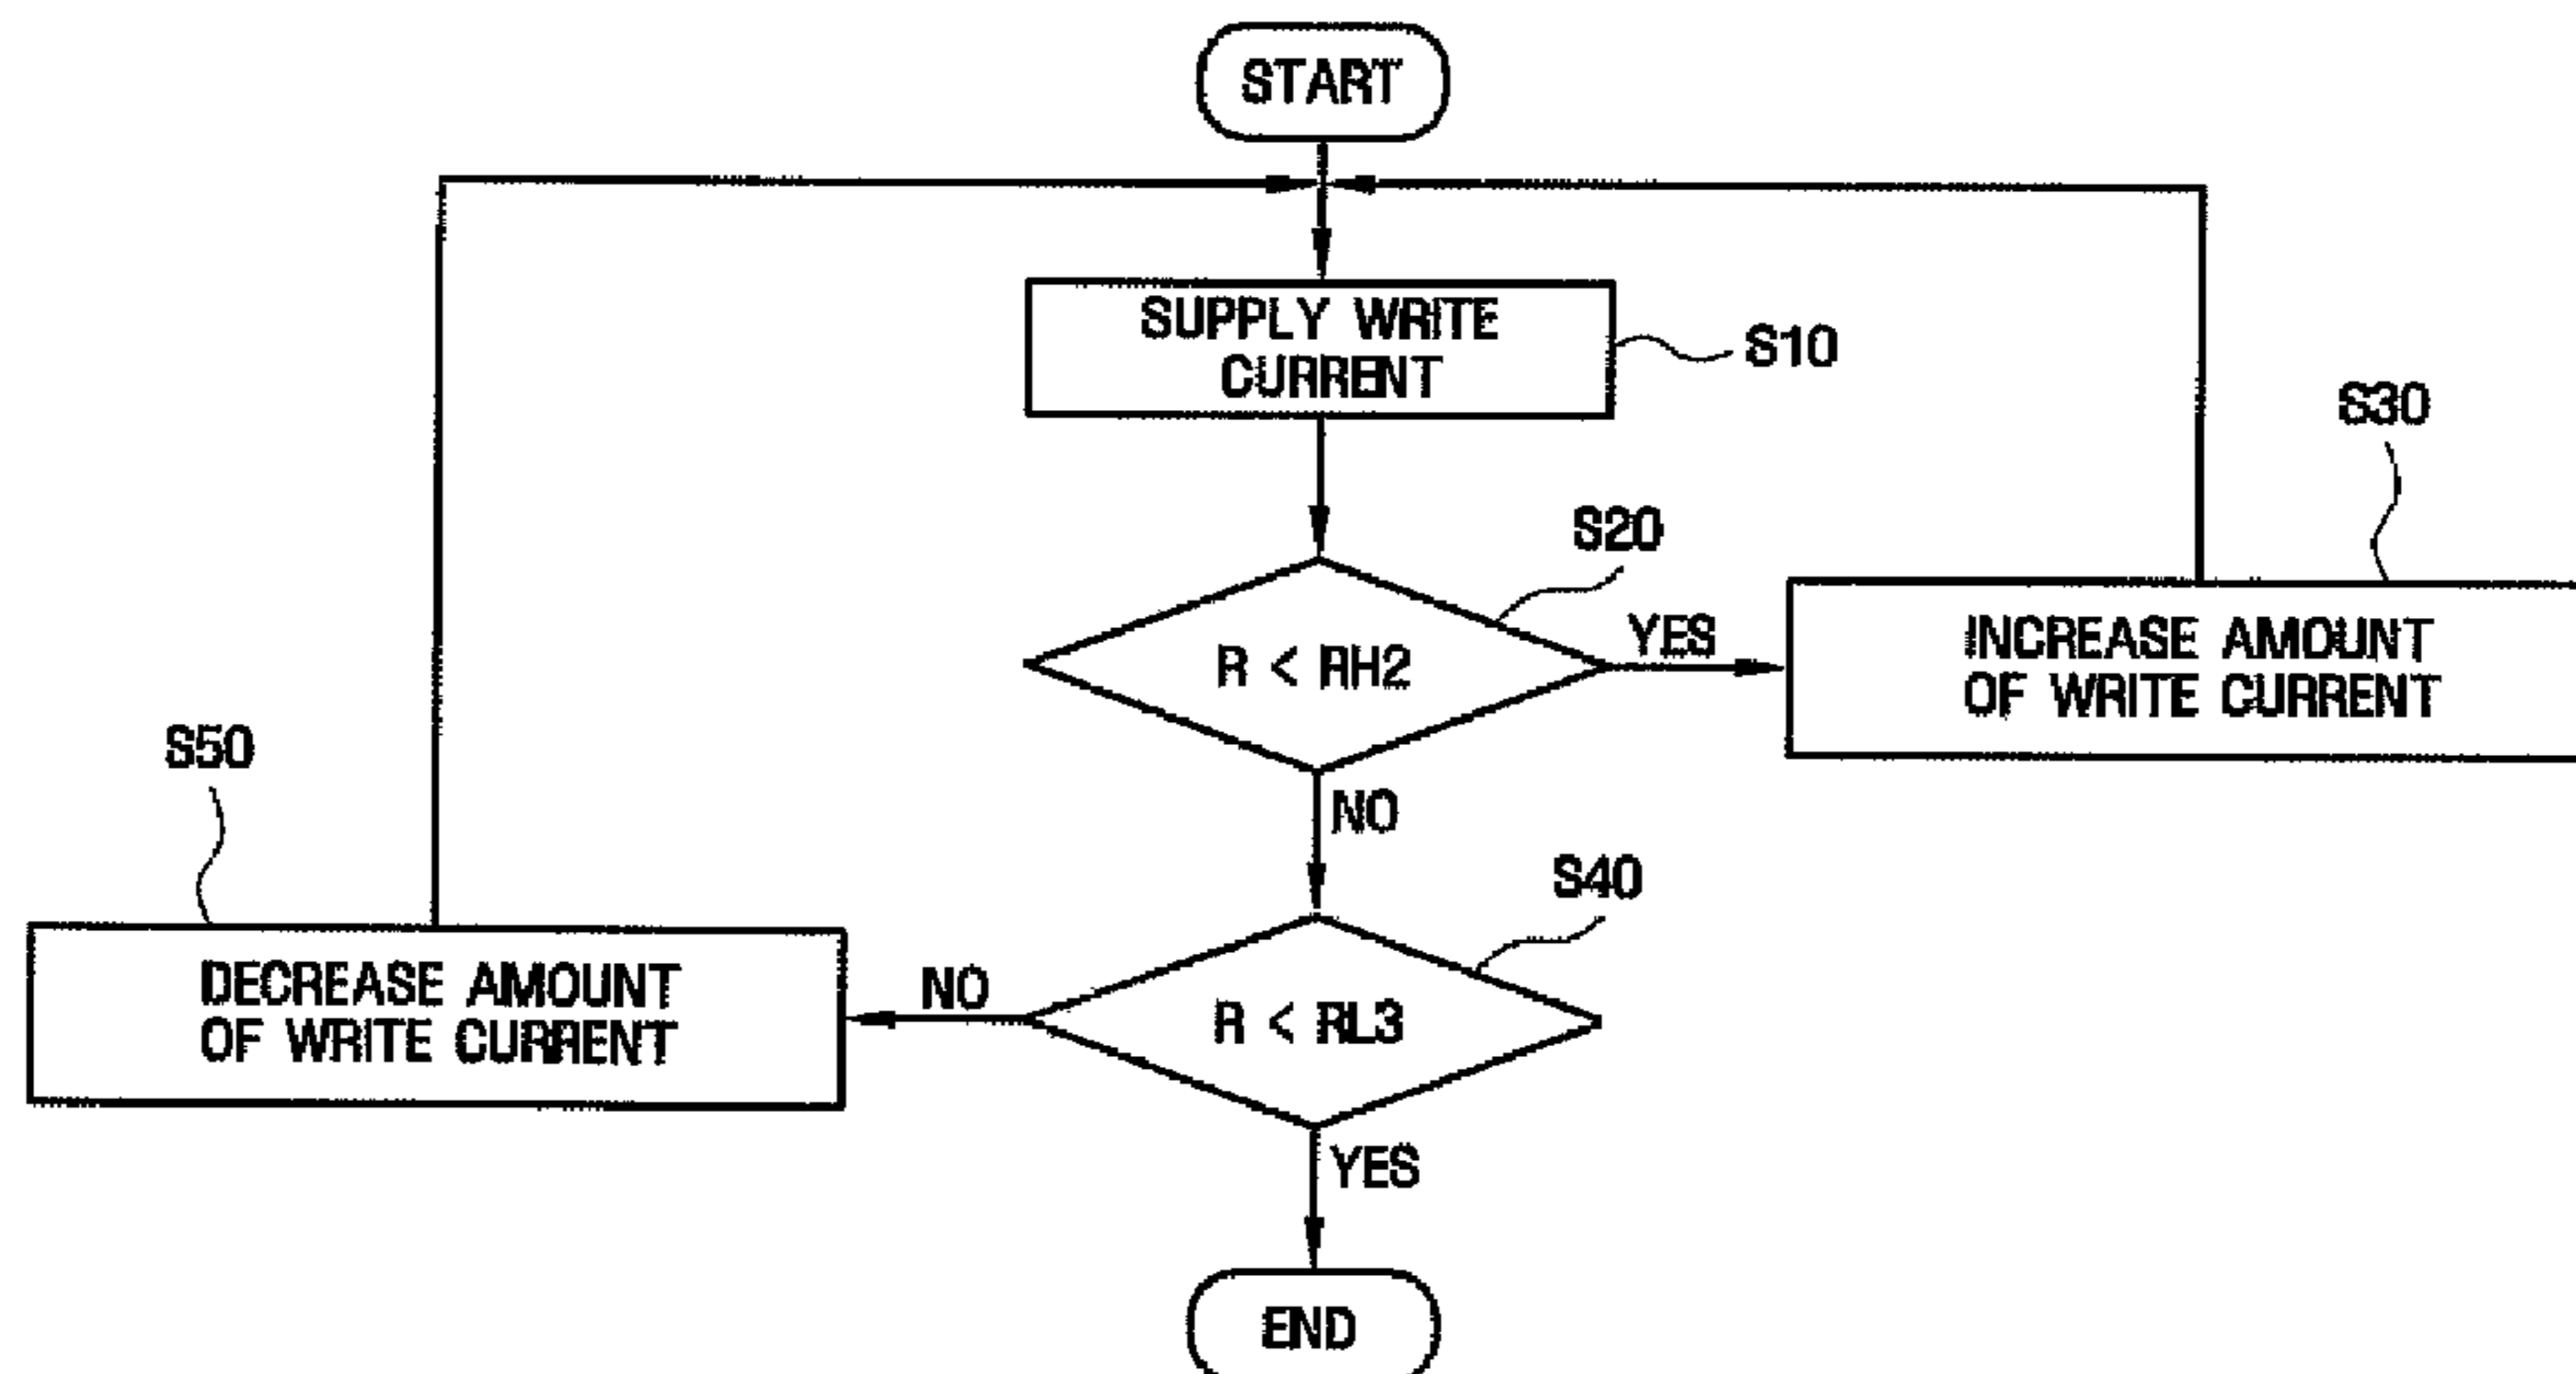 START
SUPPLY WRITE
CURRENT
S10
S30
S20
R < RH2
YES
INCREASE AMOUNT
OF WRITE CURRENT
NO
S50
S40
DECREASE AMOUNT
OF WRITE CURRENT
NO
R < RL3
YES
END